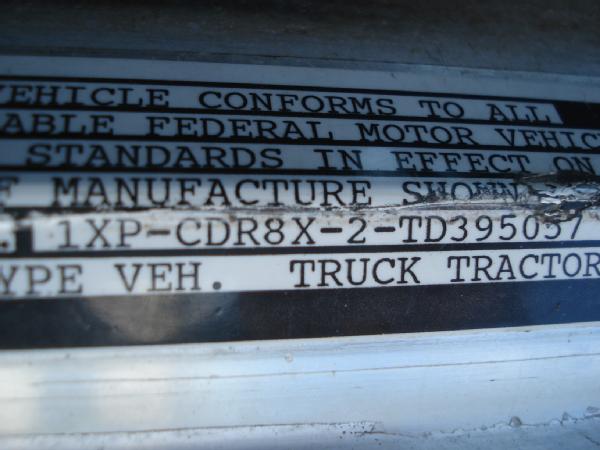 VEHICLE CONFORMS TO ALL
ABLE FEDERAL MOTOR VEHIC
STANDARDS IN EFFECT ON
F MANUFACTURE SHOWN
1XP-CDR8X-2-TD395037
YPE VEH. TRUCK TRACTOR